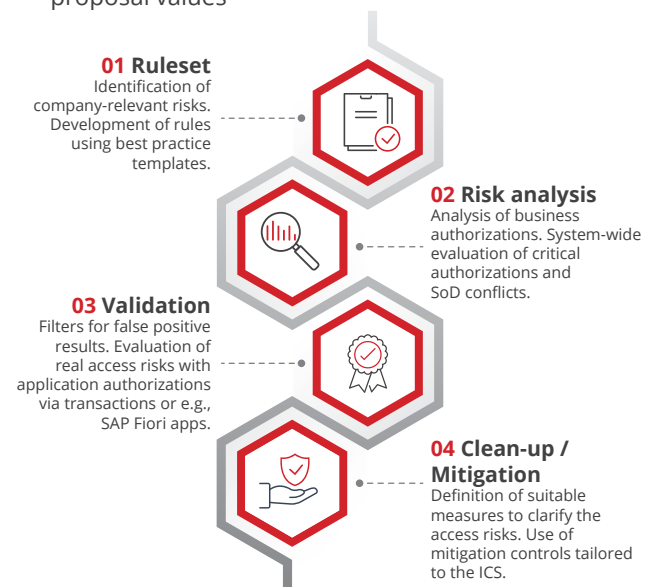 proposal values
01 Ruleset
Identification of
company-relevant risks.
Development of rules
using best practice
templates.
02 Risk analysis
Analysis of business
authorizations. System-wide
evaluation of critical
authorizations and
SoD conflicts.
03 Validation
Filters for false positive
results. Evaluation of
real access risks with
application authorizations
via transactions or e.g.,
SAP Fiori apps.
04 Clean-up /
Mitigation
Definition of suitable
measures to clarify the
access risks. Use of
mitigation controls tailored
to the ICS.